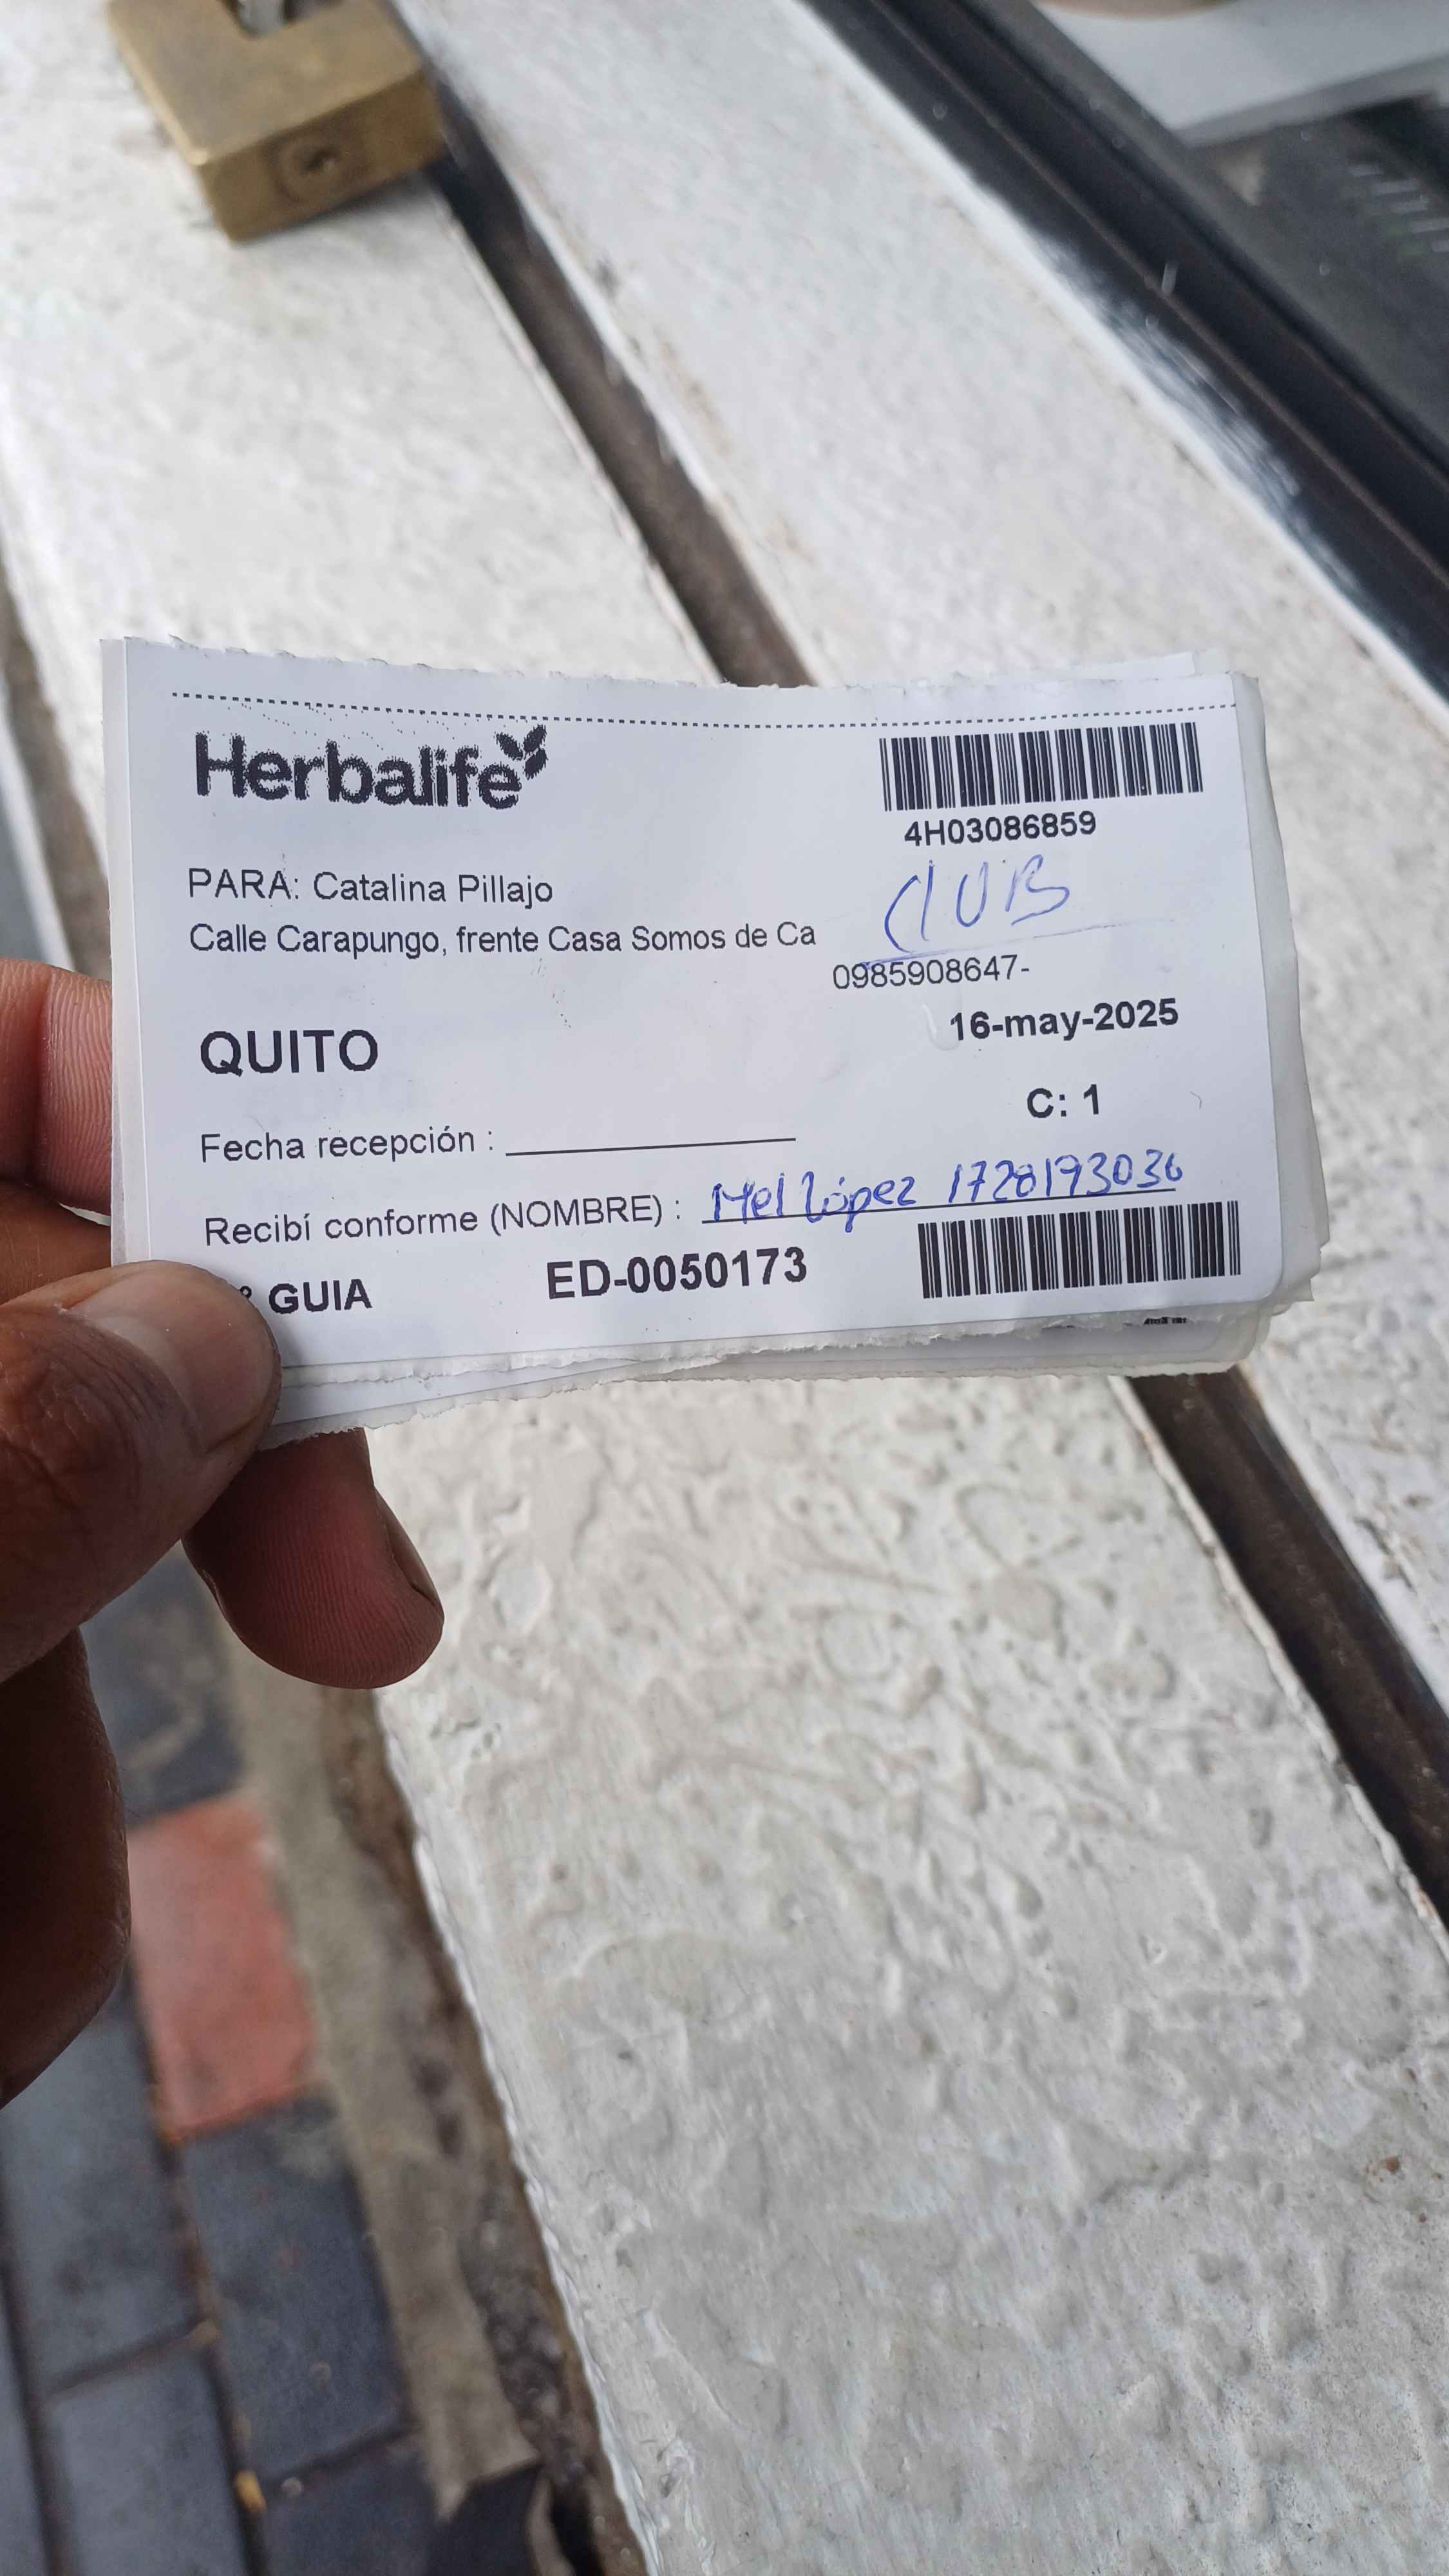 Herbalife
4H03086859
ClUB
PARA: Catalina Pillajo
Calle Carapungo, frente Casa Somos de Ca
0985908647-
QUITO
16-may-2025
C: 1
Fecha recepción :
Recibí conforme (NOMBRE) : Mel López 1728193036
° GUIA ED-0050173